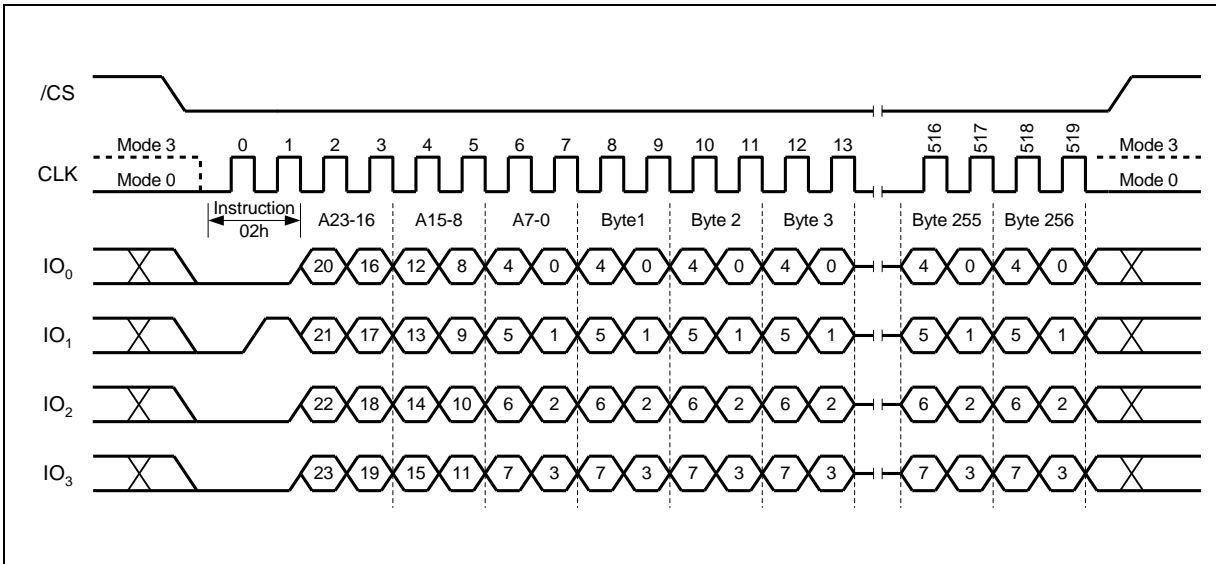 /CS
516 517 518 519
Mode 3 0 1 2 3 4 5 6 7 8 9 10 11 12 13 Mode 3
CLK
Mode 0 Mode 0
Instruction
02h A23-16 A15-8 A7-0 Byte1 Byte 2 Byte 3 Byte 255 Byte 256
IO0 20 16 12 8 4 0 4 0 4 0 4 0 4 0 4 0
IO1 21 17 13 9 5 1 5 1 5 1 5 1 5 1 5 1
IO2 22 18 14 10 6 2 6 2 6 2 6 2 6 2 6 2
IO3 23 19 15 11 7 3 7 3 7 3 7 3 7 3 7 3